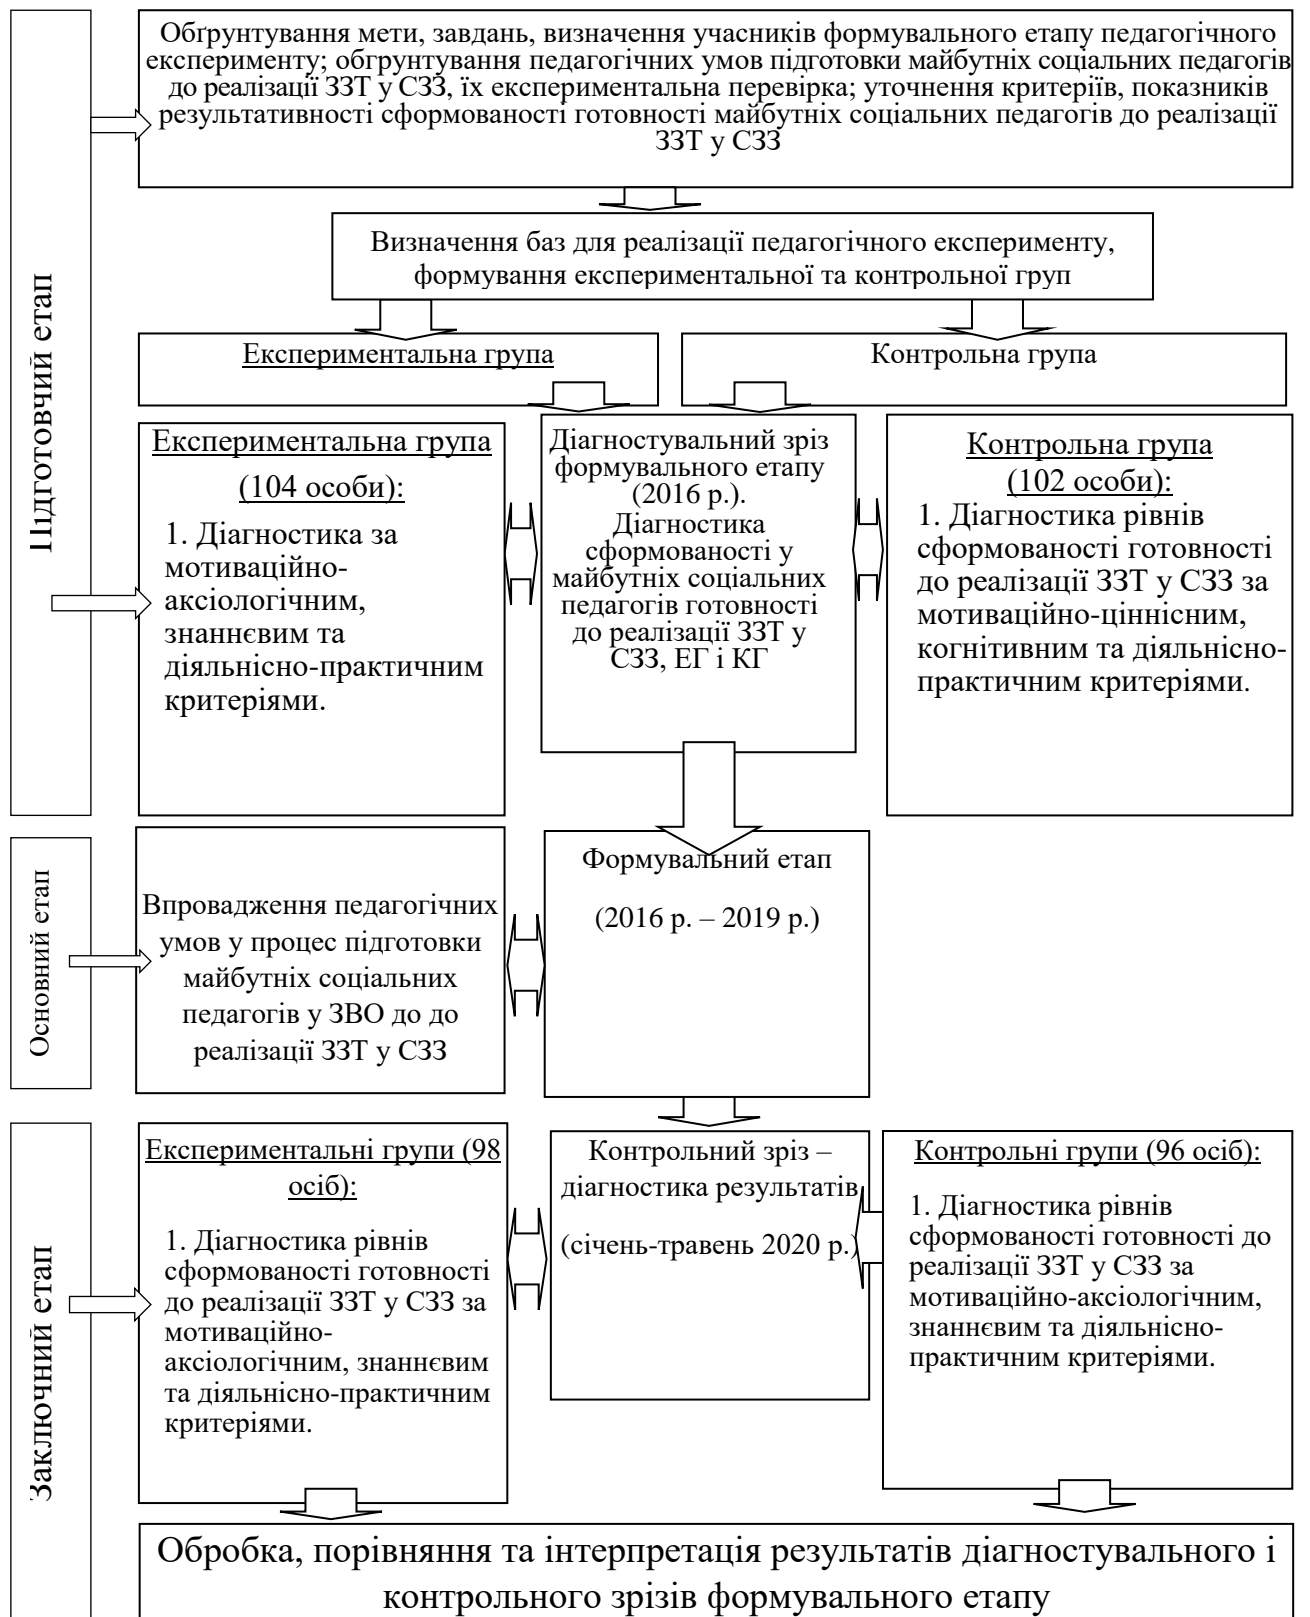 Обґрунтування мети, завдань, визначення учасників формувального етапу педагогічного
експерименту; обгрунтування педагогічних умов підготовки майбутніх соціальних педагогів
до реалізації ЗЗТ у СЗЗ, їх експериментальна перевірка; уточнення критеріїв, показників
результативності сформованості готовності майбутніх соціальних педагогів до реалізації
ЗЗТ у СЗЗ
Підготовчий етап
Визначення баз для реалізації педагогічного експерименту,
формування експериментальної та контрольної груп
Експериментальна група
Контрольна група
Експериментальна група
(104 особи):
1. Діагностика за
мотиваційно-
аксіологічним,
знаннєвим та
діяльнісно-практичним
критеріями.
Діагностувальний зріз
формувального етапу
(2016 р.).
Діагностика
сформованості у
майбутніх соціальних
педагогів готовності
до реалізації ЗЗТ у
СЗЗ, ЕГ і КГ
Контрольна група
(102 особи):
1. Діагностика рівнів
сформованості готовності
до реалізації ЗЗТ у СЗЗ за
мотиваційно-ціннісним,
когнітивним та діяльнісно-
практичним критеріями.
Основний етап
Впровадження педагогічних
умов у процес підготовки
майбутніх соціальних
педагогів у ЗВО до до
реалізації ЗЗТ у СЗЗ
Формувальний етап
(2016 р. – 2019 р.)
Заключний етап
Експериментальні групи (98
осіб):
1. Діагностика рівнів
сформованості готовності
до реалізації ЗЗТ у СЗЗ за
мотиваційно-
аксіологічним, знаннєвим
та діяльнісно-практичним
критеріями.
Контрольний зріз –
діагностика результатів
(січень-травень 2020 р.)
Контрольні групи (96 осіб):
1. Діагностика рівнів
сформованості готовності до
реалізації ЗЗТ у СЗЗ за
мотиваційно-аксіологічним,
знаннєвим та діяльнісно-
практичним критеріями.
Обробка, порівняння та інтерпретація результатів діагностувального і
контрольного зрізів формувального етапу